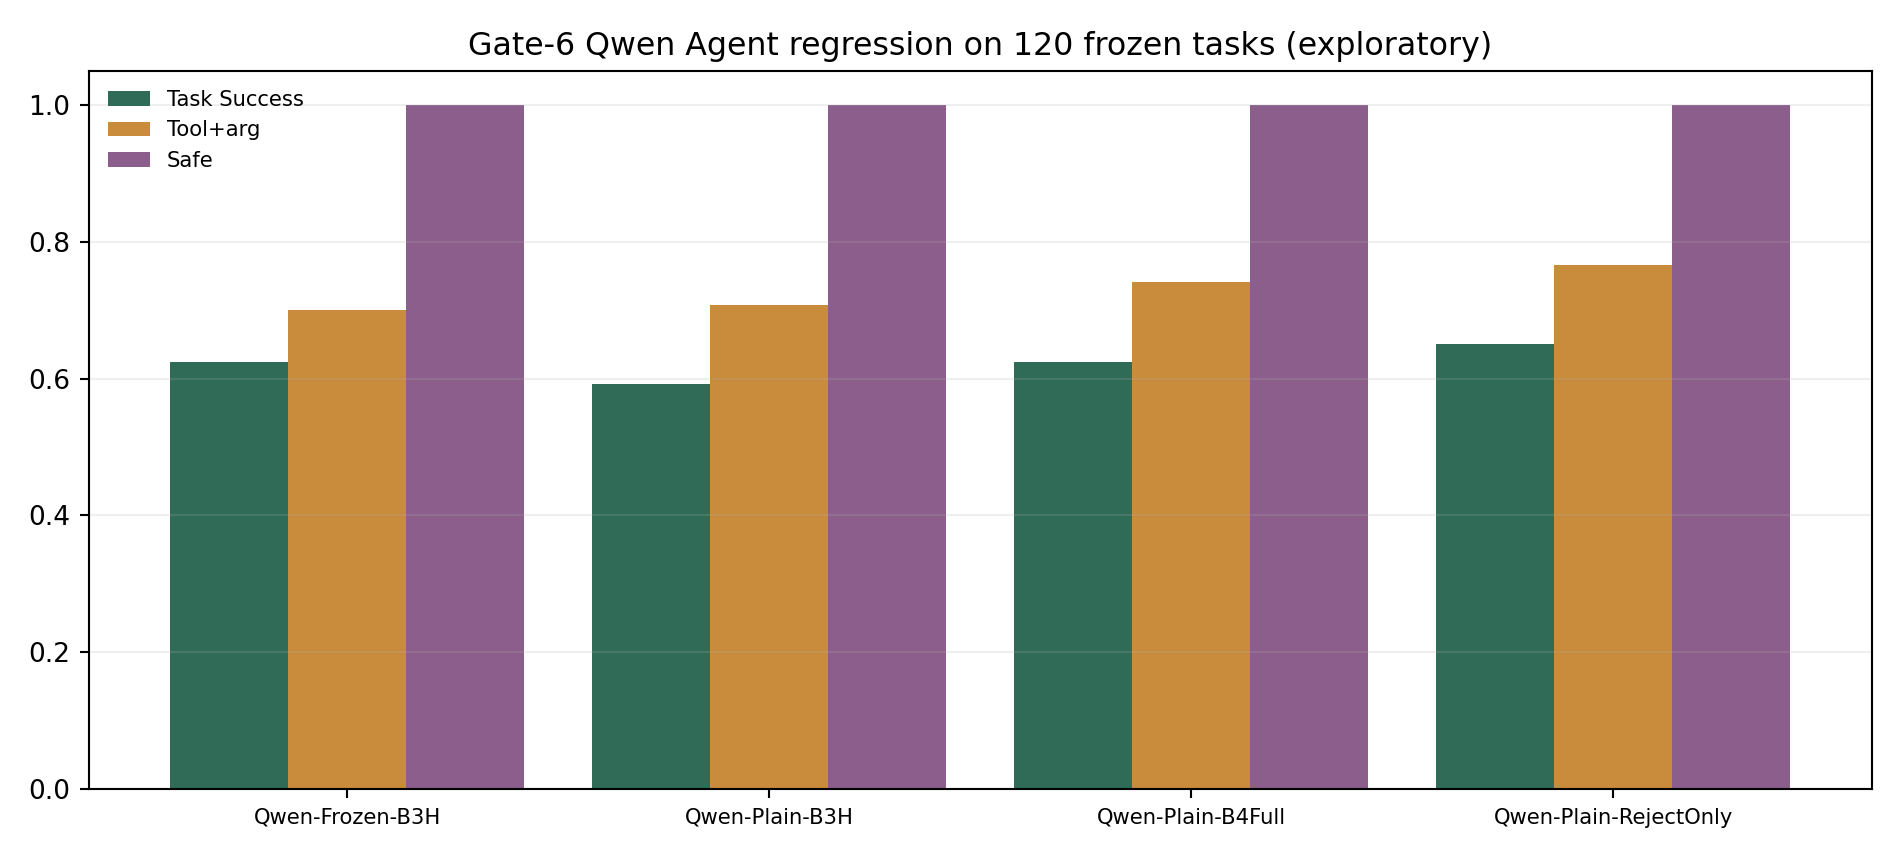 Gate-6 Qwen Agent regression on 120 frozen tasks (exploratory)
Task Success
Tool+arg
Safe
1.0
0.8
0.6
0.4
0.2
0.0
Qwen-Frozen-B3H
Qwen-Plain-B3H
Qwen-Plain-B4Full
Qwen-Plain-RejectOnly